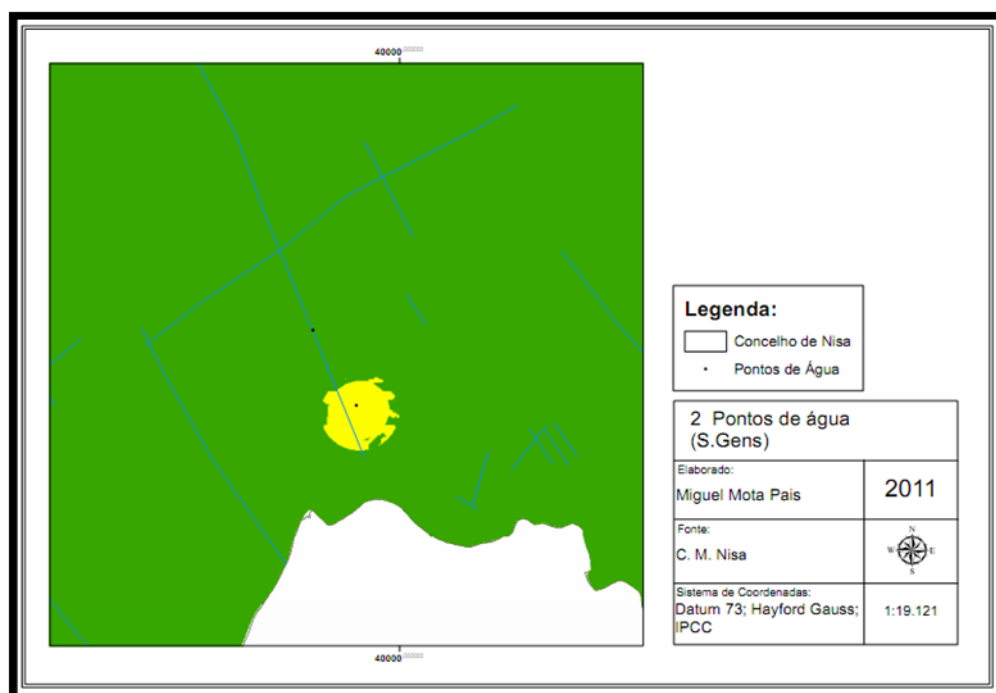 40000
Legenda:
Concelho de Nisa
Pontos de Água
2 Pontos de água
(S.Gens)
Elaborado:
Miguel Mota Pais
2011
Fonte:
C. M. Nisa
N
W E
S
Sistema de Coordenadas:
Datum 73; Hayford Gauss;
IPCC
1:19.121
40000